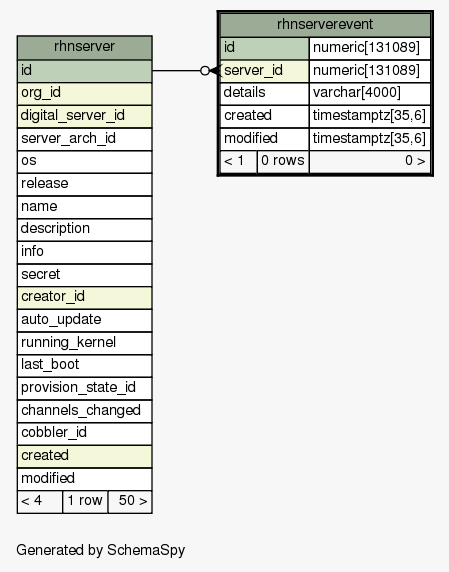 rhnserver
id
org_id
digital_server_id
server_arch_id
os
release
name
description
info
secret
creator_id
auto_update
running_kernel
last_boot
provision_state_id
channels_changed
cobbler_id
created
modified
< 4 1 row 50 >
rhnserverevent
id numeric[131089]
server_id numeric[131089]
details varchar[4000]
created timestamptz[35,6]
modified timestamptz[35,6]
< 1 0 rows 0 >
Generated by SchemaSpy